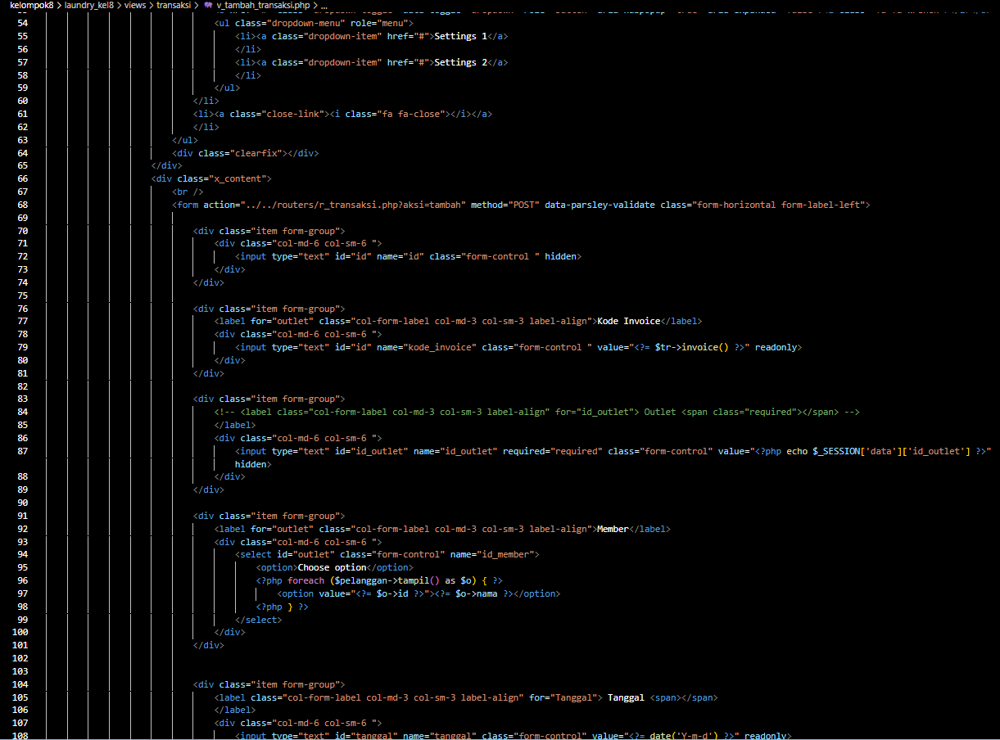 kelompok8 > laundry_kel8 > views > transaksi > v_tambah_transaksi.php > ...
54 <ul class="dropdown-menu" role="menu">
55 <li><a class="dropdown-item" href="#">Settings 1</a>
56 </li>
57 <li><a class="dropdown-item" href="#">Settings 2</a>
58 </li>
59 </ul>
60 </li>
61 <li><a class="close-link"><i class="fa fa-close"></i></a>
62 </li>
63 </ul>
64 <div class="clearfix"></div>
65 </div>
66 <div class="x_content">
67 <br />
68 <form action="../../routers/r_transaksi.php?aksi=tambah" method="POST" data-parsley-validate class="form-horizontal form-label-left">
69
70 <div class="item form-group">
71 <div class="col-md-6 col-sm-6 ">
72 <input type="text" id="id" name="id" class="form-control " hidden>
73 </div>
74 </div>
75
76 <div class="item form-group">
77 <label for="outlet" class="col-form-label col-md-3 col-sm-3 label-align">Kode Invoice</label>
78 <div class="col-md-6 col-sm-6 ">
79 <input type="text" id="id" name="kode_invoice" class="form-control " value="<?= $tr->invoice() ?>" readonly>
80 </div>
81 </div>
82
83 <div class="item form-group">
84 <!-- <label class="col-form-label col-md-3 col-sm-3 label-align" for="id_outlet"> Outlet <span class="required"></span> -->
85 </label>
86 <div class="col-md-6 col-sm-6 ">
87 <input type="text" id="id_outlet" name="id_outlet" required="required" class="form-control" value="<?php echo $_SESSION['data']['id_outlet'] ?>"
hidden>
88 </div>
89 </div>
90
91 <div class="item form-group">
92 <label for="outlet" class="col-form-label col-md-3 col-sm-3 label-align">Member</label>
93 <div class="col-md-6 col-sm-6 ">
94 <select id="outlet" class="form-control" name="id_member">
95 <option>Choose option</option>
96 <?php foreach ($pelanggan->tampil() as $o) { ?>
97 <option value="<?= $o->id ?>"><?= $o->nama ?></option>
98 <?php } ?>
99 </select>
100 </div>
101 </div>
102
103
104 <div class="item form-group">
105 <label class="col-form-label col-md-3 col-sm-3 label-align" for="Tanggal"> Tanggal <span></span>
106 </label>
107 <div class="col-md-6 col-sm-6 ">
108 <input type="text" id="tanggal" name="tanggal" class="form-control" value="<?= date('Y-m-d') ?>" readonly>